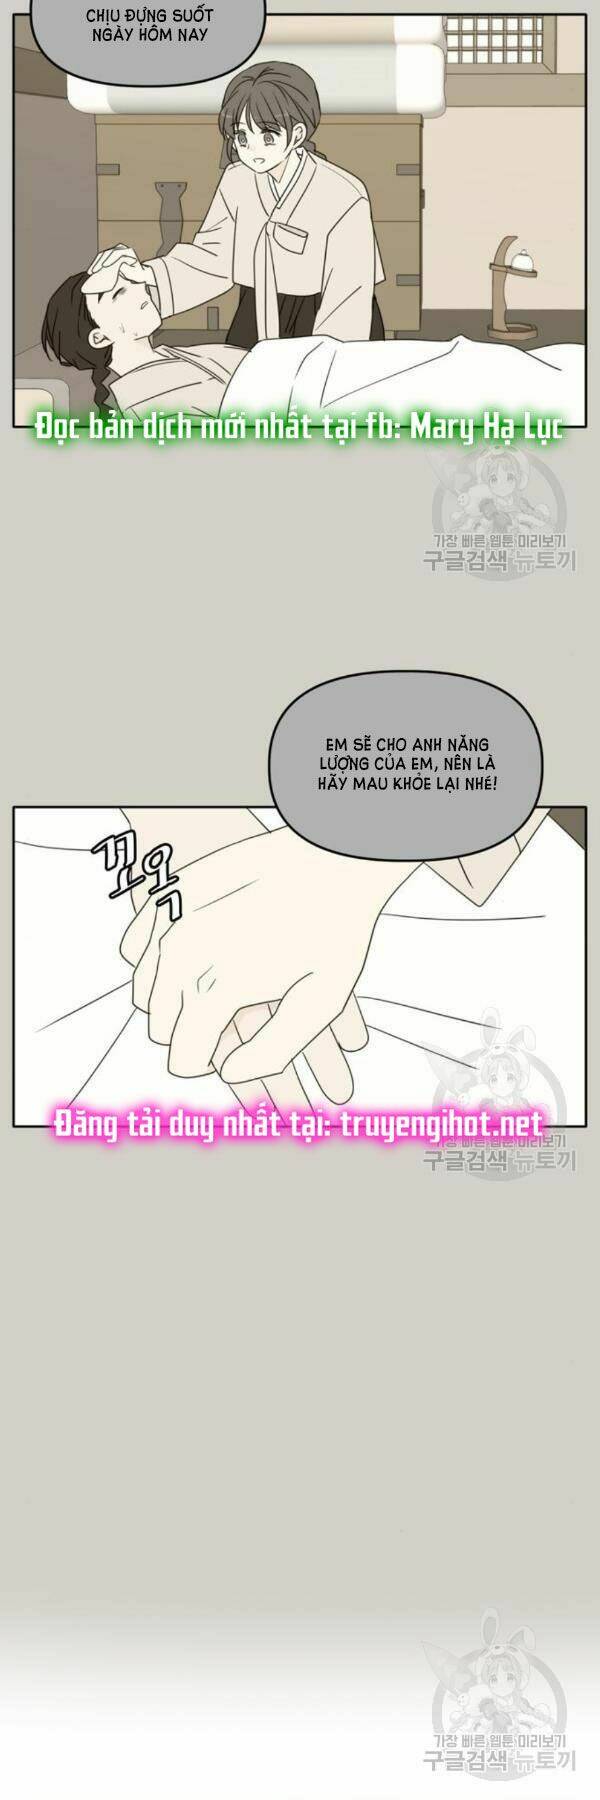 CHỊU ĐỰNG SUỐT
NGÀY HÔM NAY
Đọc bản dịch mới nhất tại fb: Mary Hạ Lục
가장 빠른 웹툰 미리보기
구글검색 뉴토끼
EM SẼ CHO ANH NĂNG
LƯỢNG CỦA EM, NÊN LÀ
HÃY MAU KHỎE LẠI NHÉ!
꼬옥
Đăng tải duy nhất tại: truyengihot.net
가장 빠른 웹툰 미리보기
구글검색 뉴토끼
가장 빠른 웹툰 미리보기
구글검색 뉴토끼